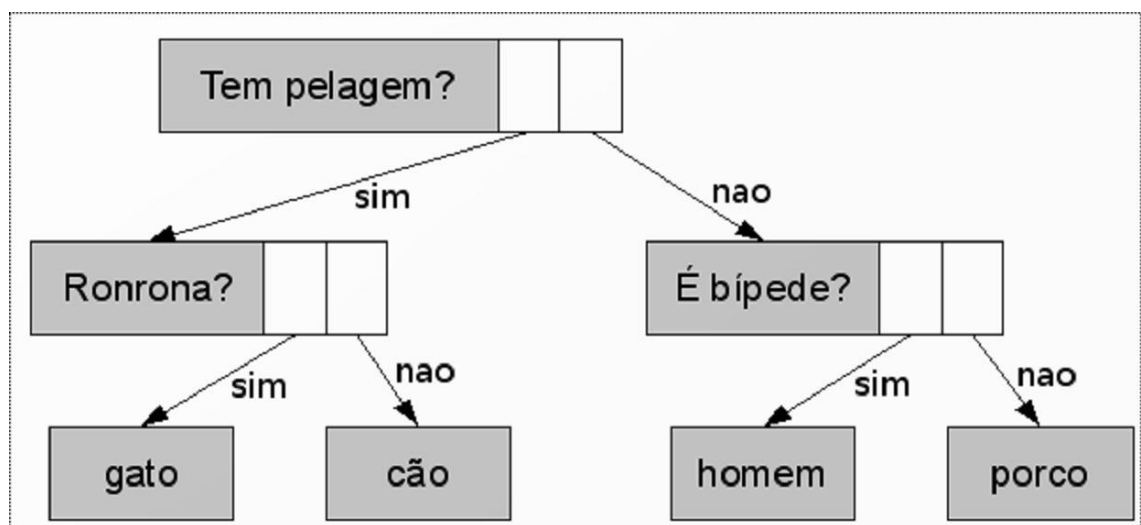 Tem pelagem?
sim
nao
Ronrona?
É bípede?
sim
nao
sim
nao
gato
cão
homem
porco